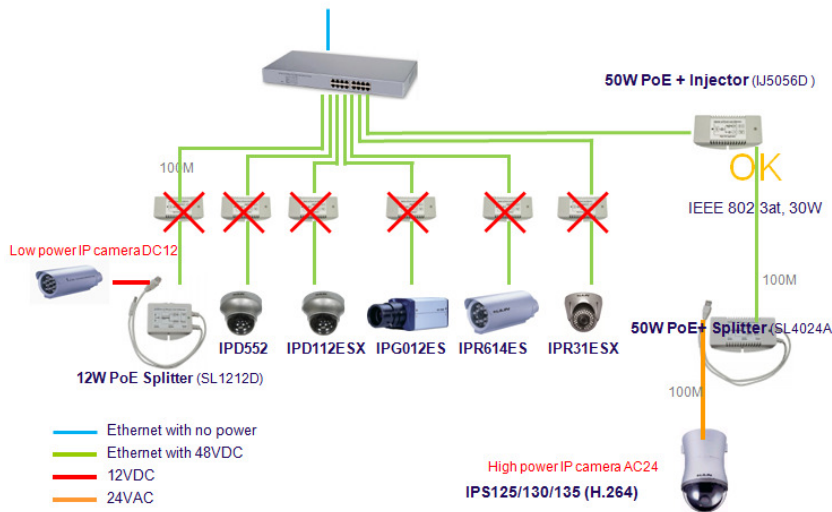 50W PoE + Injector (IJ5056D )
100M
OK
IEEE 802.3at, 30W
Low power IP camera DC12
100M
IPD552
IPD112ESX
IPG012ES
IPR614ES
IPR31ESX
50W PoE+ Splitter (SL4024A
12W PoE Splitter (SL1212D)
100M
Ethernet with no power
Ethernet with 48VDC
12VDC
24VAC
High power IP camera AC24
IPS125/130/135 (H.264)